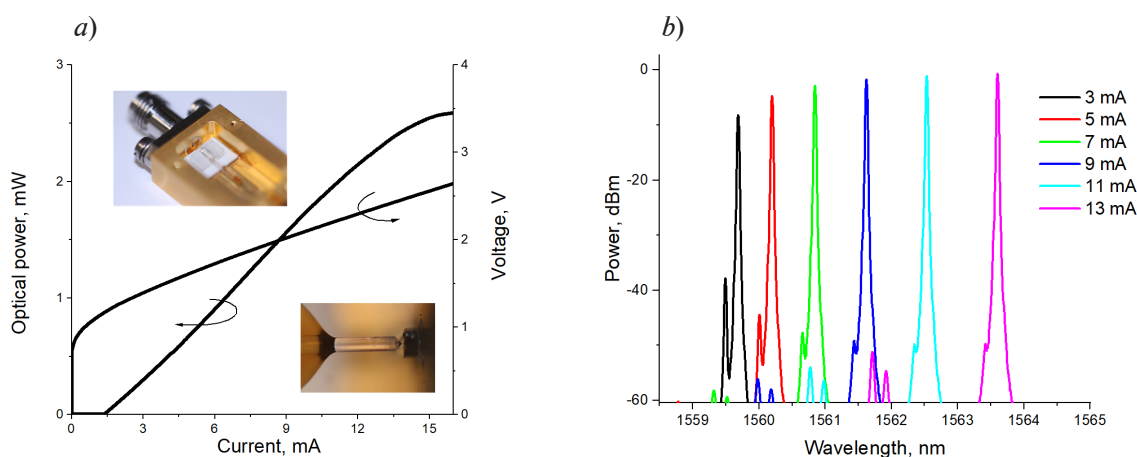 a)
3
2
1
0
Optical power, mW
0 3 6 9 12 15
Current, mA
4
3
2
1
0
Voltage, V
b)
0
-20
-40
-60
Power, dBm
1559 1560 1561 1562 1563 1564 1565
Wavelength, nm
3 mA
5 mA
7 mA
9 mA
11 mA
13 mA